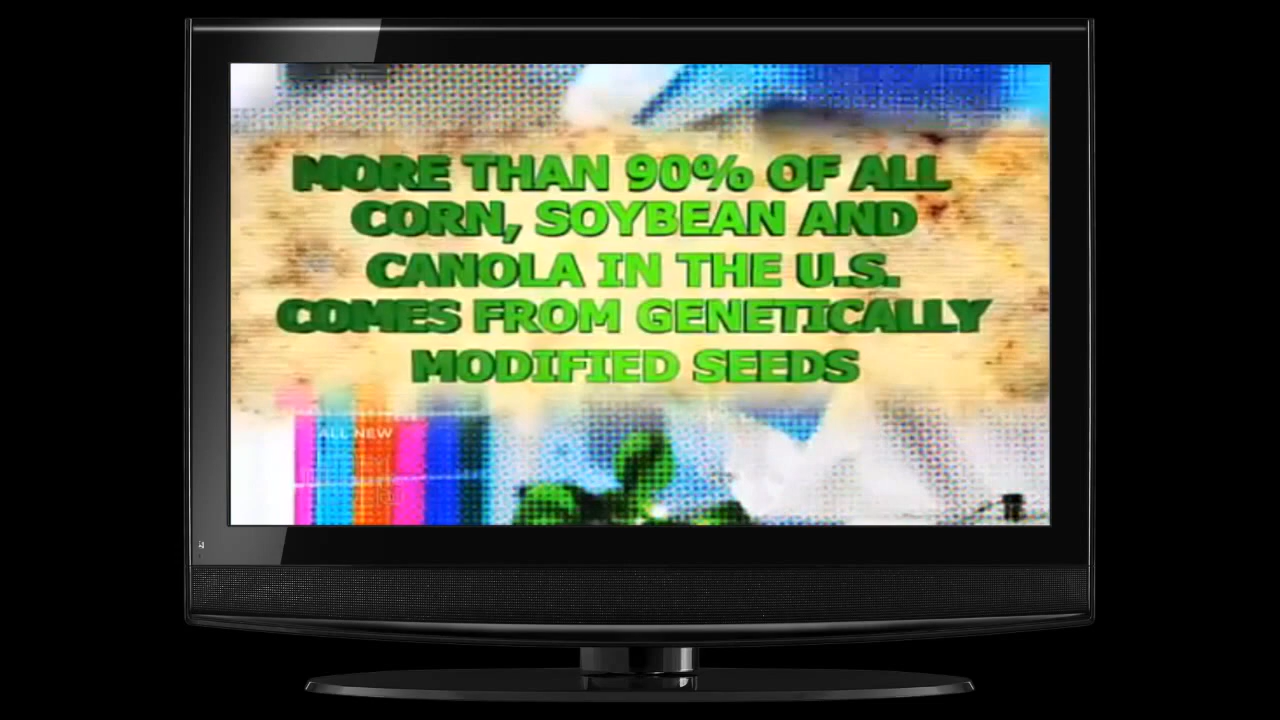 MORE THAN 90% OF ALL
CORN, SOYBEAN AND
CANOLA IN THE U.S.
COMES FROM GENETICALLY
MODIFIED SEEDS
ALL NEW